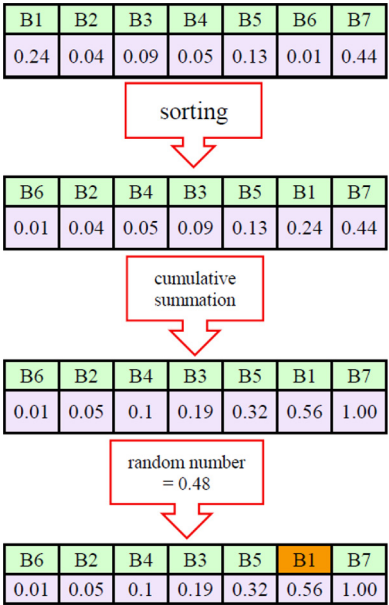 B1 B2 B3 B4 B5 B6 B7
0.24 0.04 0.09 0.05 0.13 0.01 0.44
sorting
B6 B2 B4 B3 B5 B1 B7
0.01 0.04 0.05 0.09 0.13 0.24 0.44
cumulative
summation
B6 B2 B4 B3 B5 B1 B7
0.01 0.05 0.1 0.19 0.32 0.56 1.00
random number
= 0.48
B6 B2 B4 B3 B5 B1 B7
0.01 0.05 0.1 0.19 0.32 0.56 1.00